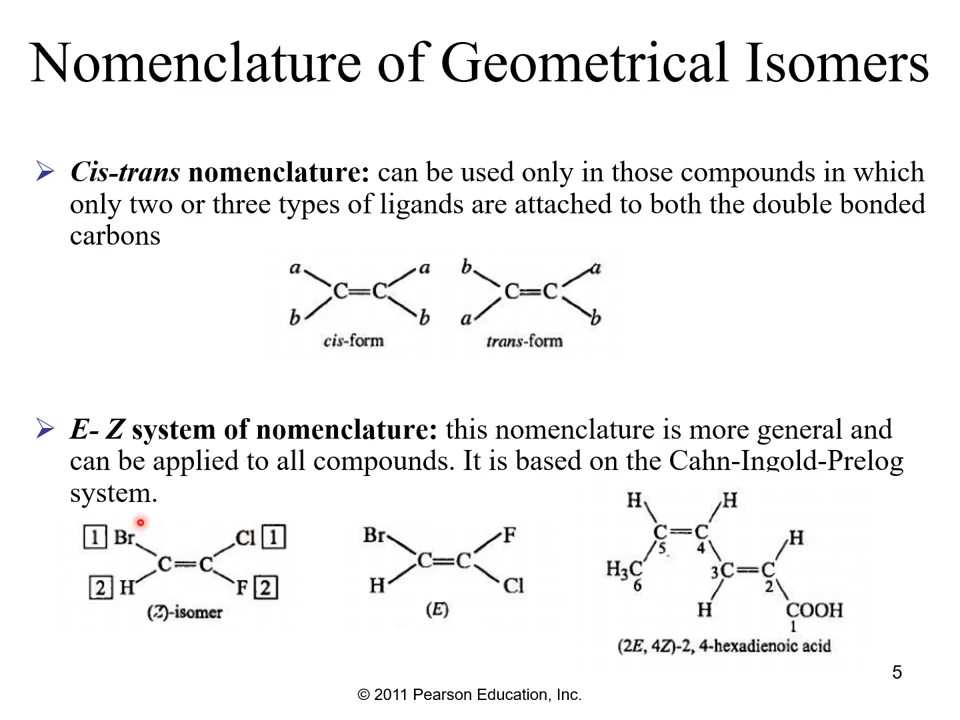 Nomenclature of Geometrical Isomers
➢ Cis-trans nomenclature: can be used only in those compounds in which
only two or three types of ligands are attached to both the double bonded
carbons
a a b a
C=C C=C
b b a b
cis-form trans-form
➢ E- Z system of nomenclature: this nomenclature is more general and
can be applied to all compounds. It is based on the Cahn-Ingold-Prelog
system.
1 Br Cl 1
C=C
2 H F 2
(Z)-isomer
Br F
C=C
H Cl
(E)
H H
C=C
5 4 H
H3C 3C=C
6 2
H COOH
1
(2E, 4Z)-2, 4-hexadienoic acid
5
© 2011 Pearson Education, Inc.